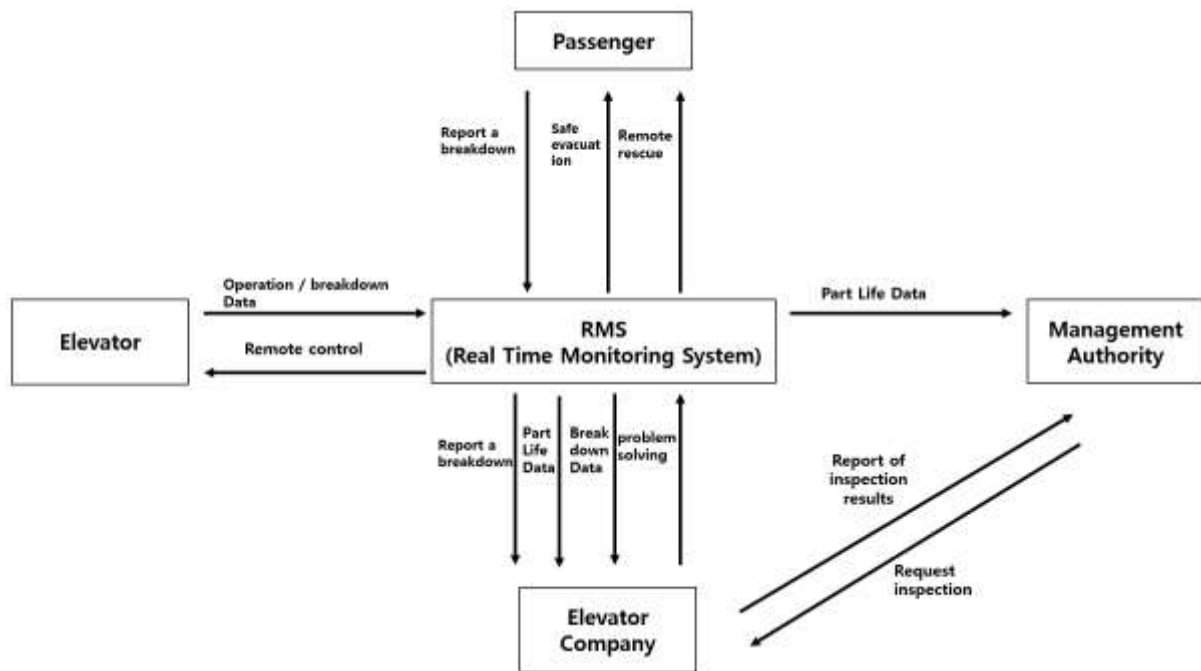 Passenger
Report a
breakdown
Safe
evacuat
ion
Remote
rescue
Operation / breakdown
Data
Remote control
Elevator
RMS
(Real Time Monitoring System)
Part Life Data
Management
Authority
Report a
breakdown
Part
Life
Data
Break
down
Data
problem
solving
Report of
inspection
results
Request
inspection
Elevator
Company